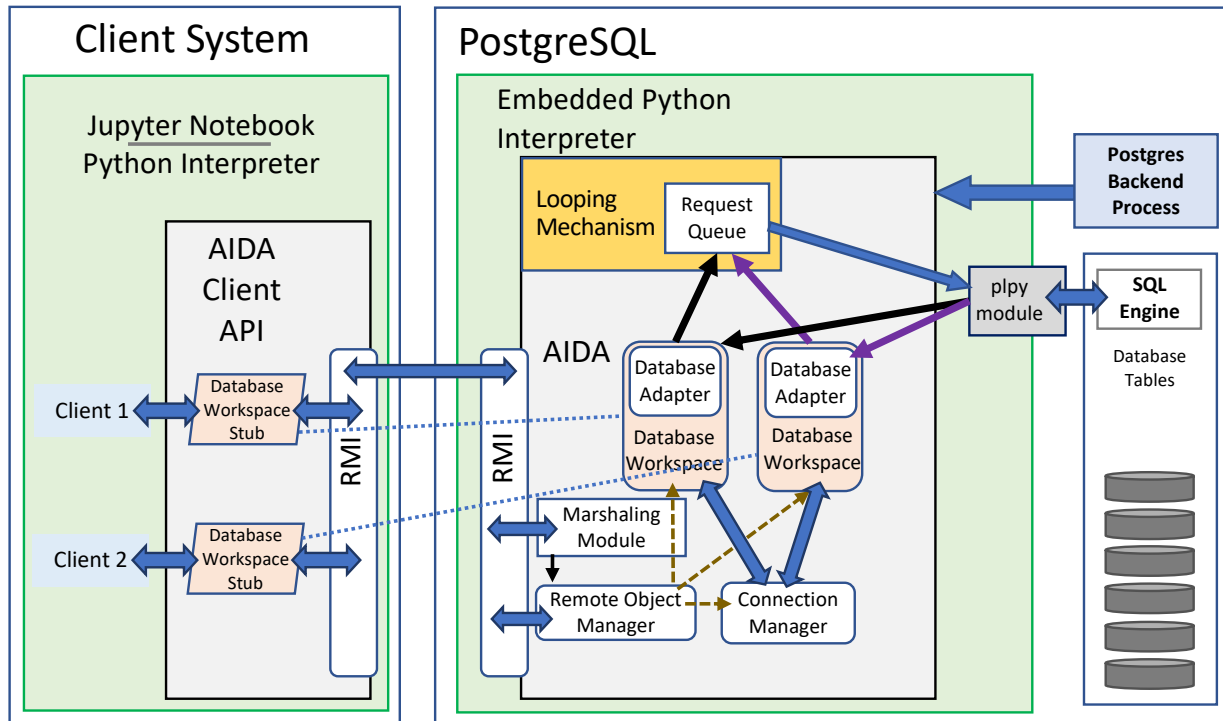 Client System
Jupyter Notebook
Python Interpreter
AIDA
Client
API
Client 1
Database
Workspace
Stub
Client 2
Database
Workspace
Stub
RMI
PostgreSQL
Embedded Python
Interpreter
Looping
Mechanism
Request
Queue
RMI
AIDA
Database
Adapter
Database
Workspace
Database
Adapter
Database
Workspace
Marshaling
Module
Remote Object
Manager
Connection
Manager
Postgres
Backend
Process
plpy
module
SQL
Engine
Database
Tables